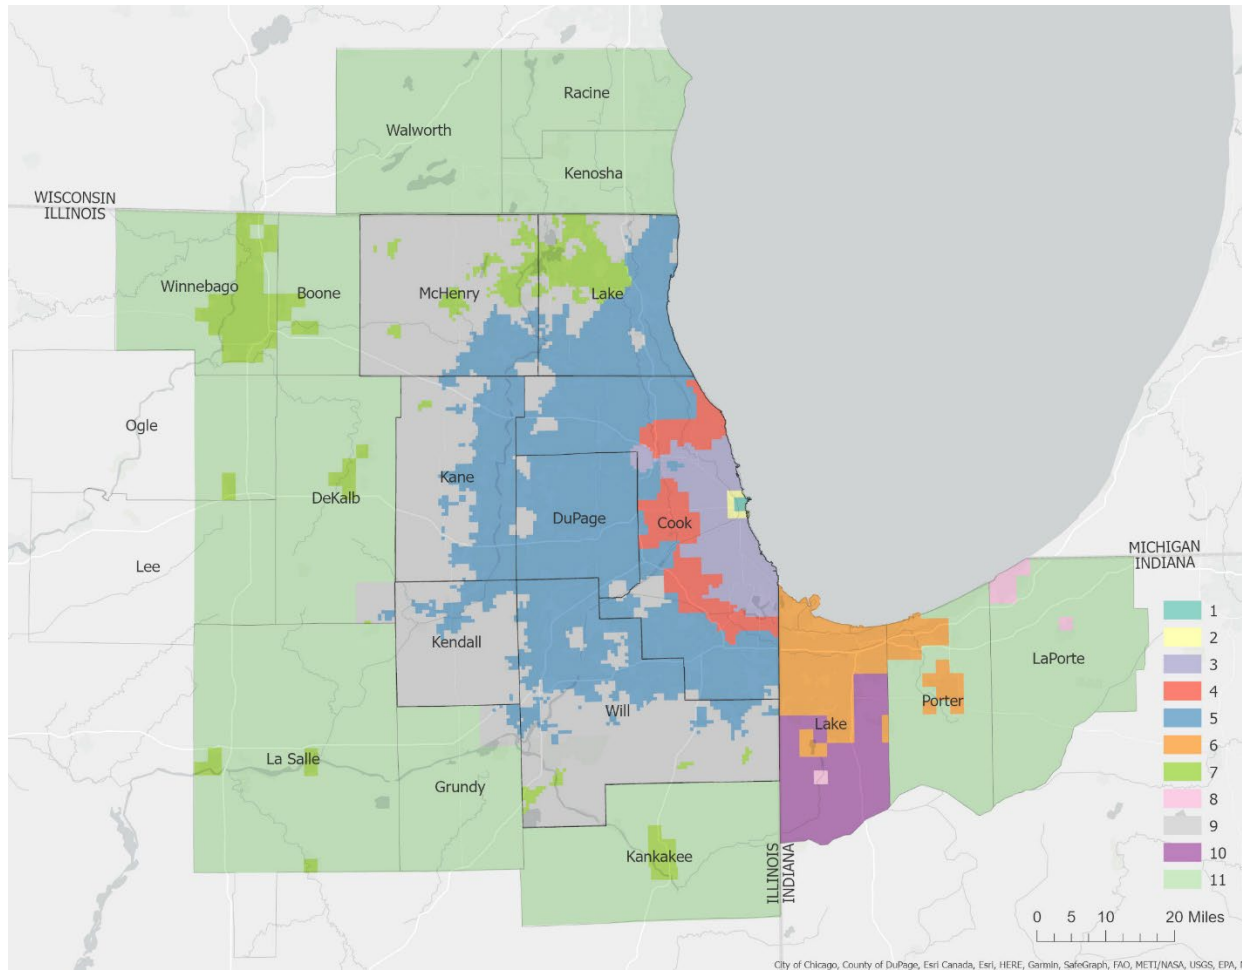 Racine
Walworth
Kenosha
WISCONSIN
ILLINOIS
Winnebago
Boone
McHenry
Lake
Ogle
Kane
DeKalb
DuPage
Cook
Lee
MICHIGAN
INDIANA
Kendall
LaPorte
Porter
Will
Lake
La Salle
Grundy
Kankakee
ILLINOIS
INDIANA
1
2
3
4
5
6
7
8
9
10
11
0 5 10 20 Miles
City of Chicago, County of DuPage, Esri Canada, Esri, HERE, Garmin, SafeGraph, FAO, METI/NASA, USGS, EPA,